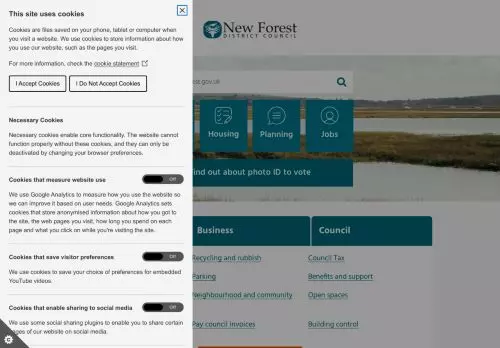 This site uses cookies
Cookies are files saved on your phone, tablet or computer when
you visit a website. We use cookies to store information about how
you use our website, such as the pages you visit.
For more information, check the cookie statement
I Accept Cookies
I Do Not Accept Cookies
Necessary Cookies
Necessary cookies enable core functionality. The website cannot
function properly without these cookies, and they can only be
deactivated by changing your browser preferences.
Cookies that measure website use
Off
We use Google Analytics to measure how you use the website so
we can improve it based on user needs. Google Analytics sets
cookies that store anonymised information about how you got to
the site, the web pages you visit, how long you spend on each
page and what you click on while you're visiting the site.
Cookies that save visitor preferences
Off
We use cookies to save your choice of preferences for embedded
YouTube videos.
Cookies that enable sharing to social media
Off
We use some social sharing plugins to enable you to share certain
pages of our website on social media.
New Forest
DISTRICT COUNCIL
est.gov.uk
Housing
Planning
Jobs
ind out about photo ID to vote
Business
Council
Recycling and rubbish
Council Tax
Parking
Benefits and support
Neighbourhood and community
Open spaces
Pay council invoices
Building control